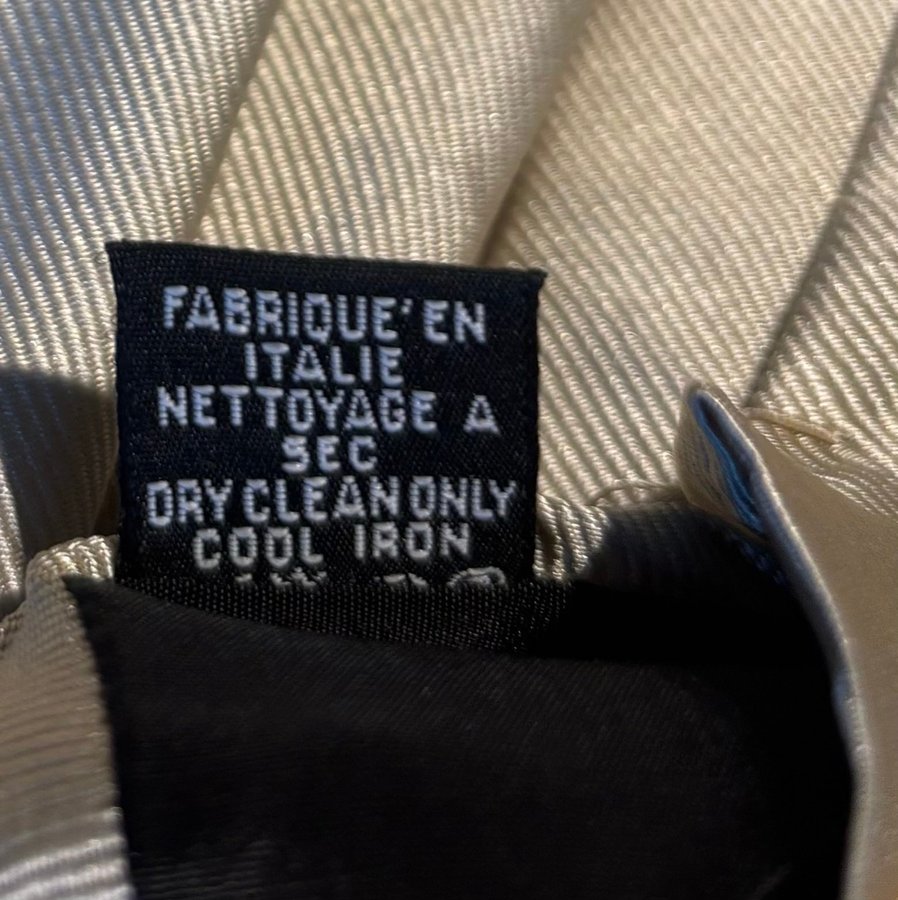 FABRIQUE' EN
ITALIE
NETTOYAGE A
SEC
DRY CLEAN ONLY
COOL IRON